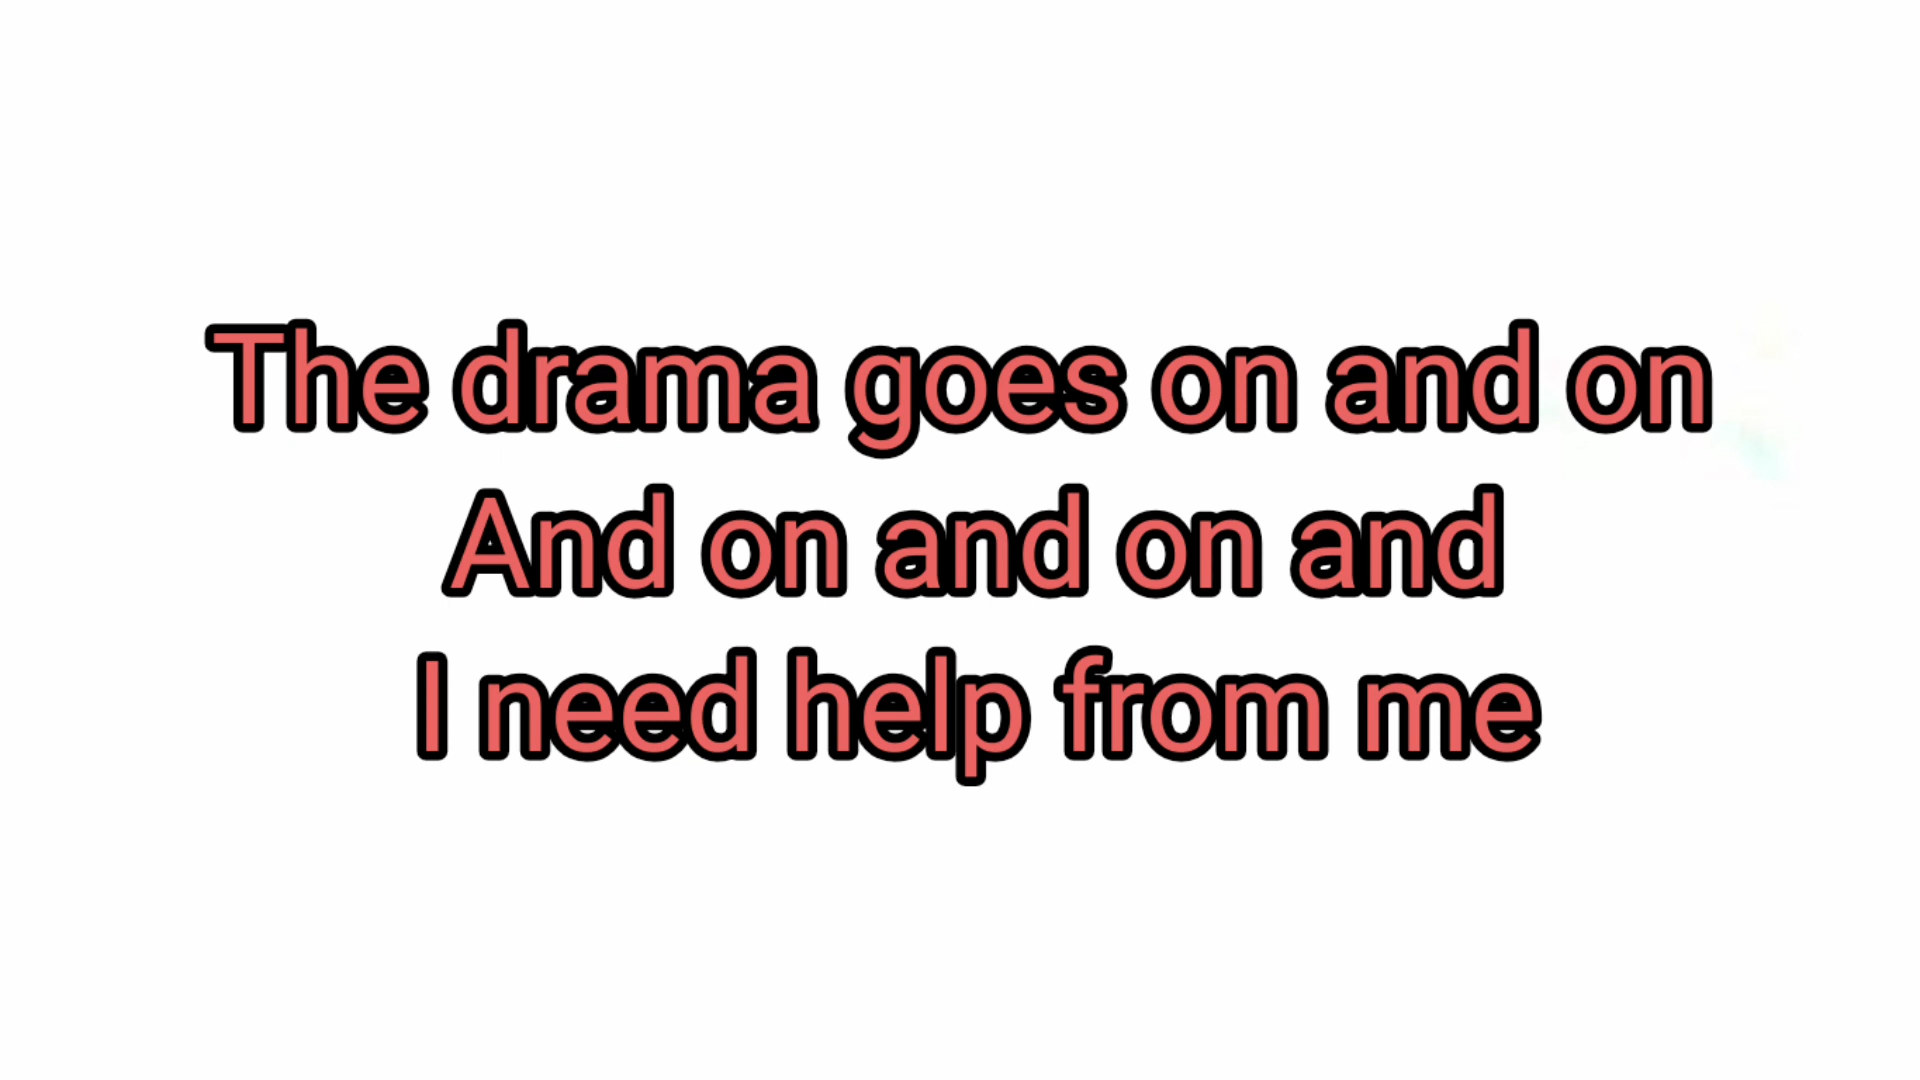 The drama goes on and on
And on and on and
I need help from me